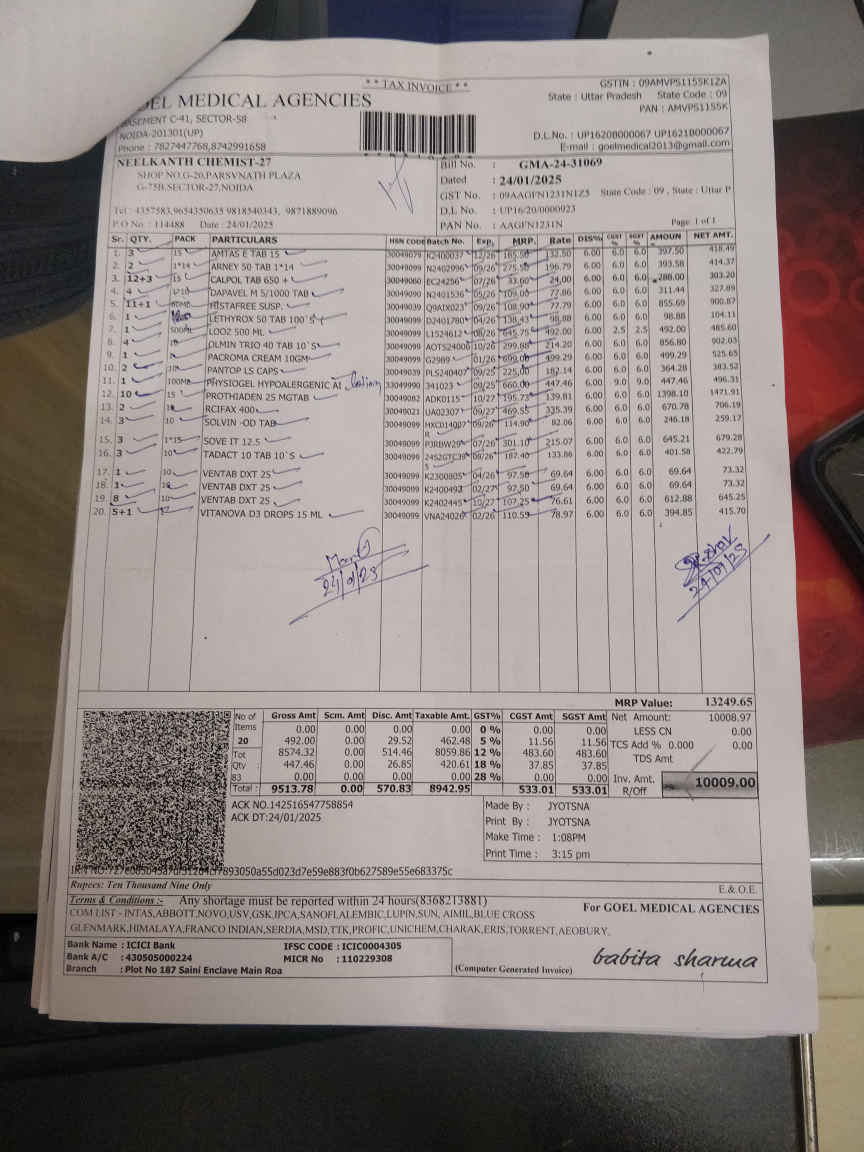 * * TAX INVOICE * *
GSTIN : 09AMVPS1155K1ZA
State : Uttar Pradesh State Code : 09
PAN : AMVPS1155K
OEL MEDICAL AGENCIES
BASEMENT C-41, SECTOR-58
NOIDA-201301(UP)
Phone : 7827447768,8742991658
D.L.No. : UP1620B000067 UP1621B000067
E-mail : goelmedical2013@gmail.com
NEELKANTH CHEMIST-27
SHOP NO.G-20,PARSVNATH PLAZA
G-75B,SECTOR-27,NOIDA
Tel : 4357583,9654350635 9818540343, 9871889096
P.O No : 114488 Date : 24/01/2025
Bill No. : GMA-24-31069
Dated : 24/01/2025
GST No. : 09AAGFN1231N1Z5 State Code : 09 , State : Uttar P
D.L No. : UP16/20/0000923
PAN No. : AAGFN1231N Page: 1 of 1
Sr. QTY. PACK PARTICULARS HSN CODE Batch No. Exp. MRP. Rate DIS% CGST % SGST % AMOUN NET AMT.
1. 3 15 AMTAS E TAB 15 30049079 K2400037 12/26 185.50 132.50 6.00 6.0 6.0 397.50 418.49
2. 2 1*14 ARNEY 50 TAB 1*14 30049099 N2402996 09/26 275.50 196.79 6.00 6.0 6.0 393.58 414.37
3. 12+3 15 CALPOL TAB 650 + 30049060 EC24256 07/26 33.60 24.00 6.00 6.0 6.0 288.00 303.20
4. 4 1*10 DAPAVEL M 5/1000 TAB 30049099 N2401536 05/26 109.00 77.86 6.00 6.0 6.0 311.44 327.89
5. 11+1 60ML HISTAFREE SUSP. 30049039 Q9AIX023 09/26 108.90 77.79 6.00 6.0 6.0 855.69 900.87
6. 1 LETHYROX 50 TAB 100`S 30049099 D2401780 04/26 138.43 98.88 6.00 6.0 6.0 98.88 104.11
7. 1 500ML LOOZ 500 ML 30049099 L1524612 08/26 645.75 492.00 6.00 2.5 2.5 492.00 485.60
8. 4 10 OLMIN TRIO 40 TAB 10`S 30049099 AOTS24006 10/26 299.88 214.20 6.00 6.0 6.0 856.80 902.03
9. 1 PACROMA CREAM 10GM 30049099 G2989 01/26 699.00 499.29 6.00 6.0 6.0 499.29 525.65
10. 2 10 PANTOP LS CAPS 30049039 PLS240407 09/25 225.00 182.14 6.00 6.0 6.0 364.28 383.52
11. 1 100ML PHYSIOGEL HYPOALLERGENIC AI 30049990 341023 09/25 660.00 447.46 6.00 9.0 9.0 447.46 496.31
12. 10 15 PROTHIADEN 25 MGTAB 30049082 ADK0115 10/27 195.73 139.81 6.00 6.0 6.0 1398.10 1471.91
13. 2 10 RCIFAX 400 30049021 UA02307 09/27 469.55 335.39 6.00 6.0 6.0 670.78 706.19
14. 3 10 SOLVIN -OD TAB 30049099 HXC014007 09/26 114.90 82.06 6.00 6.0 6.0 246.18 259.17
R
15. 3 1*15 SOVE IT 12.5 30049099 PJRBW29 07/26 301.10 215.07 6.00 6.0 6.0 645.21 679.28
16. 3 10 TADACT 10 TAB 10`S 30049099 24S2GTC39 08/26 187.40 133.86 6.00 6.0 6.0 401.58 422.79
S
17. 1 10 VENTAB DXT 25 30049099 K2300805 04/26 97.50 69.64 6.00 6.0 6.0 69.64 73.32
18. 1 10 VENTAB DXT 25 30049099 K2400493 02/27 97.50 69.64 6.00 6.0 6.0 69.64 73.32
19. 8 10 VENTAB DXT 25 30049099 K2402445 10/27 107.25 76.61 6.00 6.0 6.0 612.88 645.25
20. 5+1 VITANOVA D3 DROPS 15 ML 30049099 VNA24026 02/26 110.59 78.97 6.00 6.0 6.0 394.85 415.70
24/01/25
24/01/25
MRP Value: 13249.65
No of Items 20 Tot Qty : 83
Gross Amt Scm. Amt Disc. Amt Taxable Amt. GST% CGST Amt SGST Amt
0.00 0.00 0.00 0.00 0 % 0.00 0.00
492.00 0.00 29.52 462.48 5 % 11.56 11.56
8574.32 0.00 514.46 8059.86 12 % 483.60 483.60
447.46 0.00 26.85 420.61 18 % 37.85 37.85
0.00 0.00 0.00 0.00 28 % 0.00 0.00
Total : 9513.78 0.00 570.83 8942.95 533.01 533.01
Net Amount: 10008.97
LESS CN 0.00
TCS Add % 0.000 0.00
TDS Amt
Inv. Amt. R/Off 10009.00
ACK NO.142516547758854
ACK DT:24/01/2025
Made By : JYOTSNA
Print By : JYOTSNA
Make Time : 1:08PM
Print Time : 3:15 pm
Rupees: Ten Thousand Nine Only
E.& O.E.
Terms & Conditions :- Any shortage must be reported within 24 hours(8368213881)
COM LIST:- INTAS,ABBOTT,NOVO,USV,GSK,IPCA,SANOFI,ALEMBIC,LUPIN,SUN, AIMIL,BLUE CROSS
GLENMARK,HIMALAYA,FRANCO INDIAN,SERDIA,MSD,TTK,PROFIC,UNICHEM,CHARAK,ERIS,TORRENT,AEOBURY,
For GOEL MEDICAL AGENCIES
Bank Name : ICICI Bank IFSC CODE : ICIC0004305
Bank A/C : 430505000224 MICR No : 110229308
Branch : Plot No 187 Saini Enclave Main Roa
(Computer Generated Invoice)
babita sharma